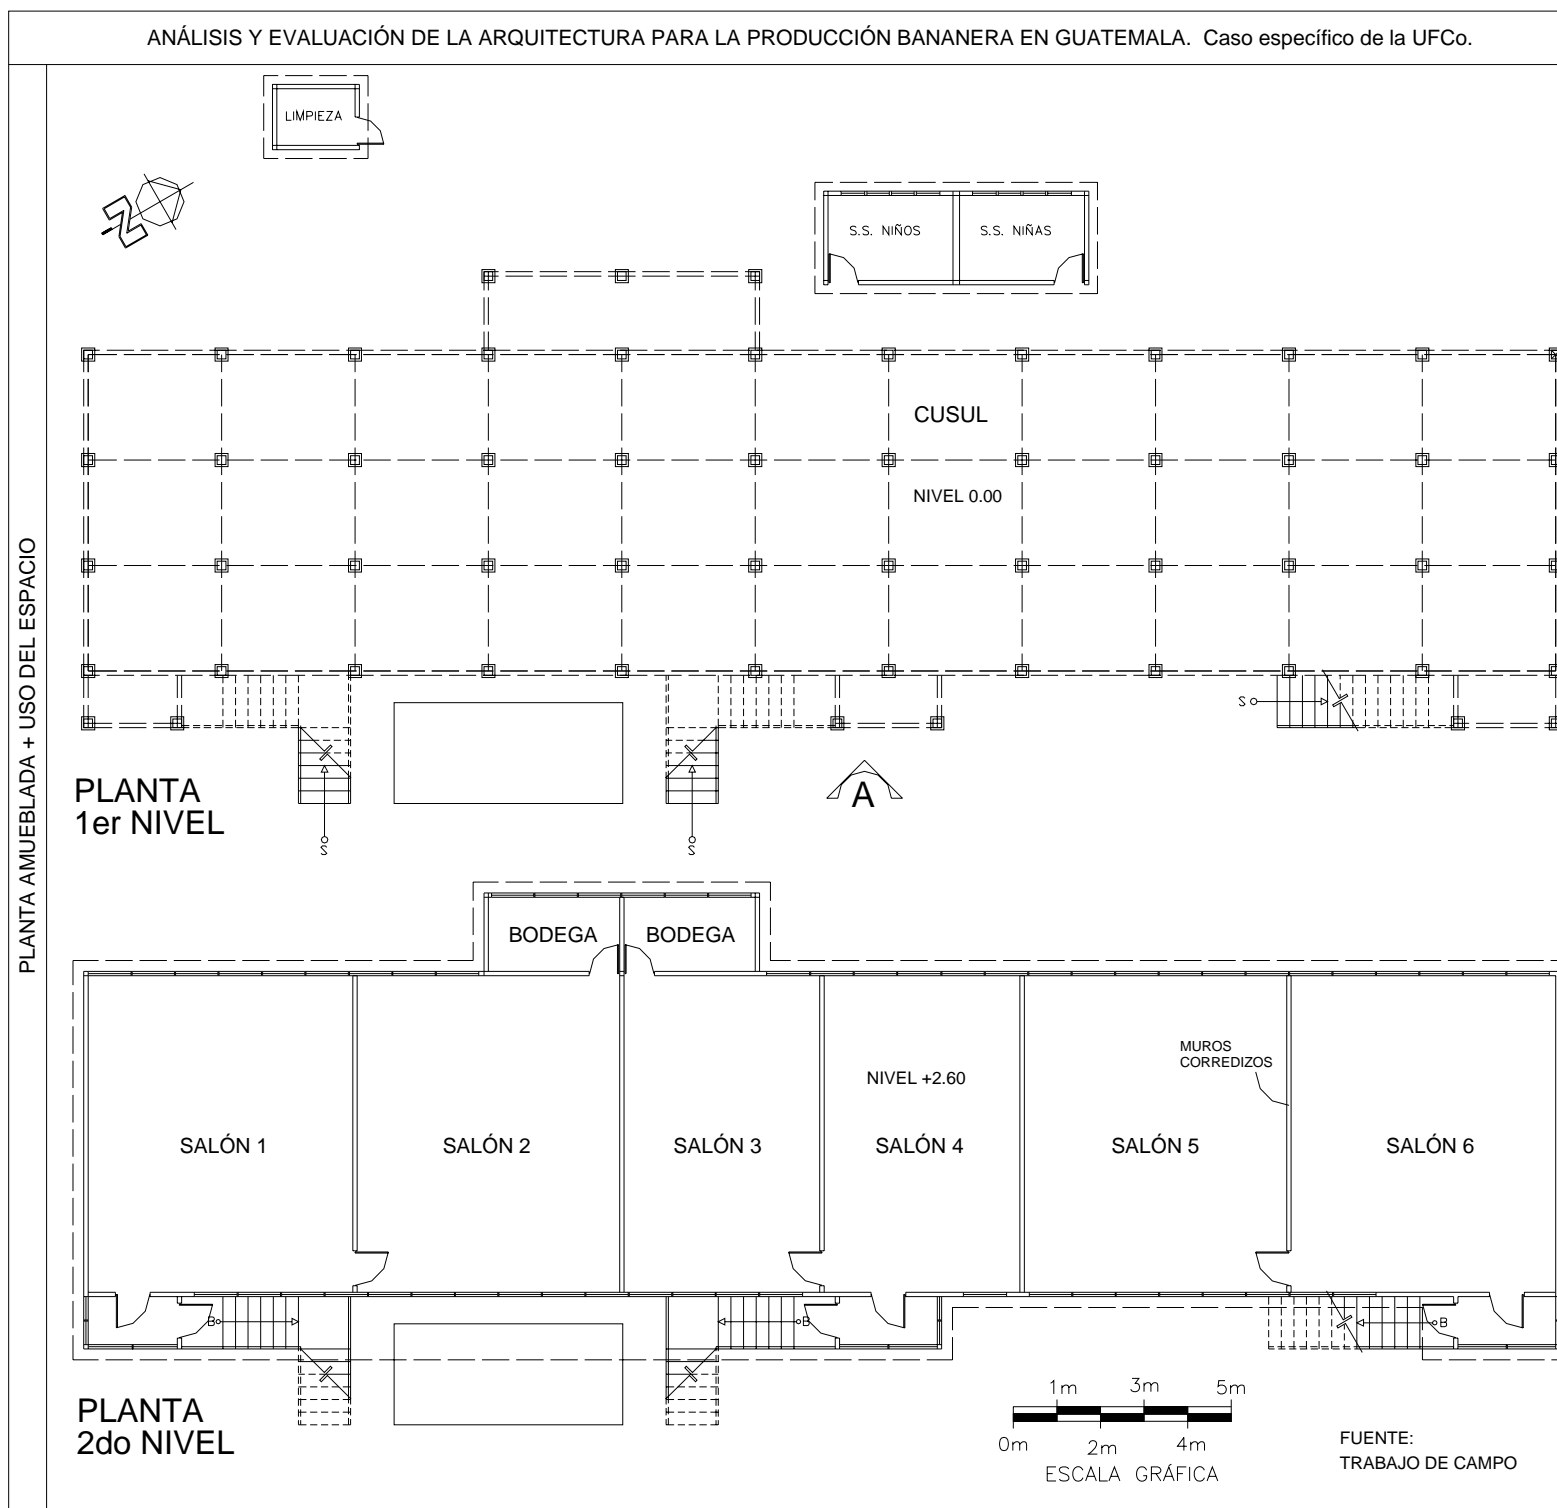 ANÁLISIS Y EVALUACIÓN DE LA ARQUITECTURA PARA LA PRODUCCIÓN BANANERA EN GUATEMALA. Caso específico de la UFCo.
PLANTA AMUEBLADA + USO DEL ESPACIO
LIMPIEZA
N
S.S. NIÑOS
S.S. NIÑAS
CUSUL
NIVEL 0.00
S
S
S
A
PLANTA
1er NIVEL
BODEGA
BODEGA
MUROS
CORREDIZOS
NIVEL +2.60
SALÓN 1
SALÓN 2
SALÓN 3
SALÓN 4
SALÓN 5
SALÓN 6
B
B
B
PLANTA
2do NIVEL
1m
3m
5m
0m
2m
4m
ESCALA GRÁFICA
FUENTE:
TRABAJO DE CAMPO